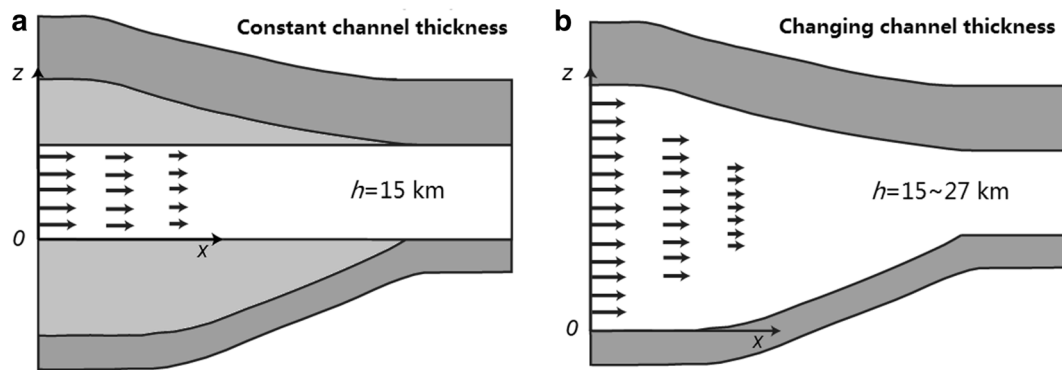 a
Constant channel thickness
z
h=15 km
0
x
b
Changing channel thickness
z
h=15~27 km
0
x